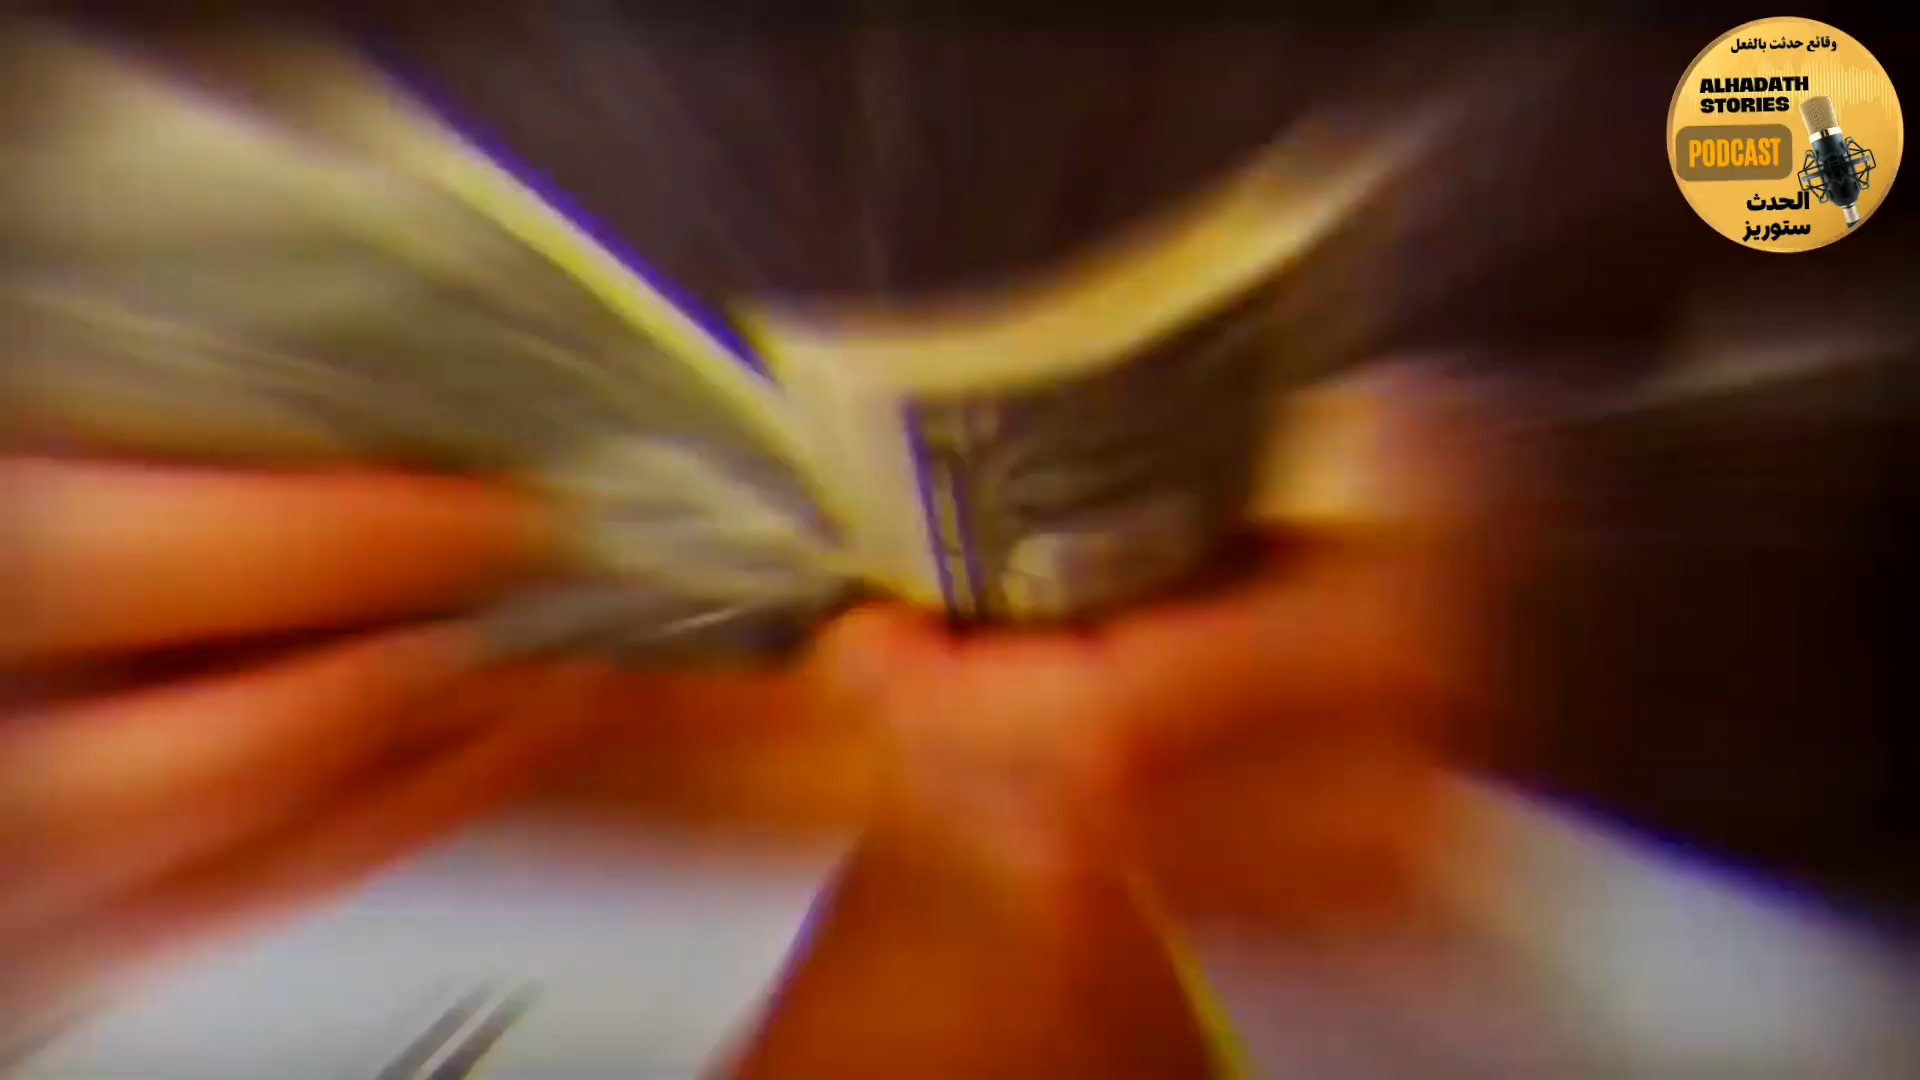 وقائع حدثت بالفعل
ALHADATH
STORIES
PODCAST
الحدث
ستوريز